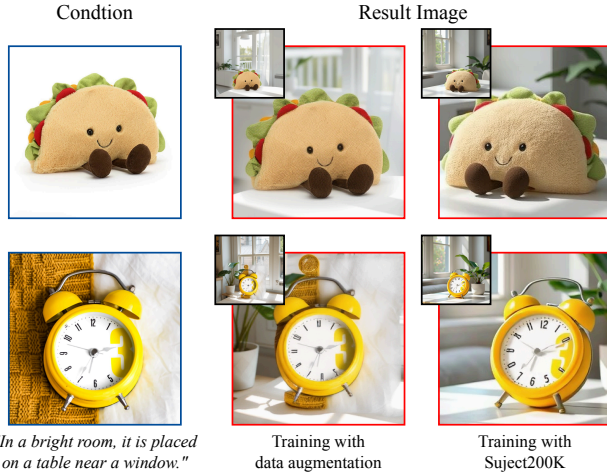 Condtion
Result Image
In a bright room, it is placed
on a table near a window."
Training with
data augmentation
Training with
Suject200K